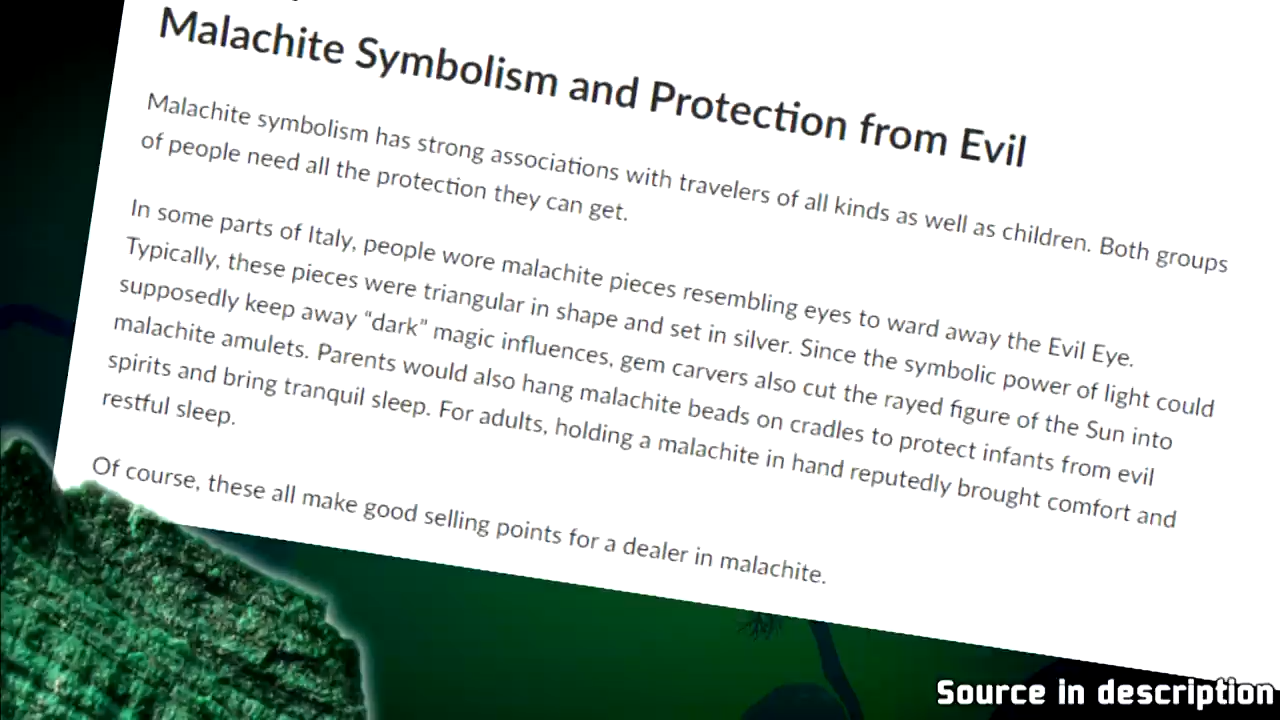 Malachite Symbolism and Protection from Evil
Malachite symbolism has strong associations with travelers of all kinds as well as children. Both groups
of people need all the protection they can get.
In some parts of Italy, people wore malachite pieces resembling eyes to ward away the Evil Eye.
Typically, these pieces were triangular in shape and set in silver. Since the symbolic power of light could
supposedly keep away “dark” magic influences, gem carvers also cut the rayed figure of the Sun into
malachite amulets. Parents would also hang malachite beads on cradles to protect infants from evil
spirits and bring tranquil sleep. For adults, holding a malachite in hand reputedly brought comfort and
restful sleep.
Of course, these all make good selling points for a dealer in malachite.
Source in description